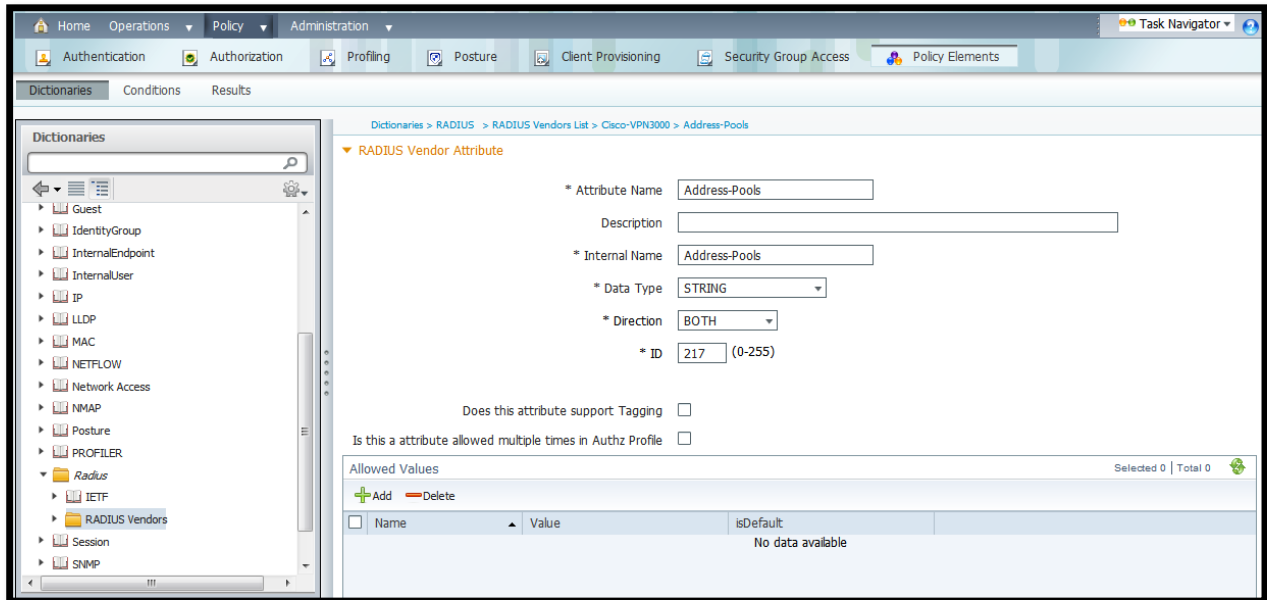 Home Operations Policy Administration Task Navigator
Authentication Authorization Profiling Posture Client Provisioning Security Group Access Policy Elements
Dictionaries Conditions Results
Dictionaries
Guest
IdentityGroup
InternalEndpoint
InternalUser
IP
LLDP
MAC
NETFLOW
Network Access
NMAP
Posture
PROFILER
Radius
IETF
RADIUS Vendors
Session
SNMP
Dictionaries > RADIUS > RADIUS Vendors List > Cisco-VPN3000 > Address-Pools
RADIUS Vendor Attribute
* Attribute Name Address-Pools
Description
* Internal Name Address-Pools
* Data Type STRING
* Direction BOTH
* ID 217 (0-255)
Does this attribute support Tagging
Is this a attribute allowed multiple times in Authz Profile
Allowed Values Selected 0 | Total 0
Add Delete
Name Value isDefault
No data available